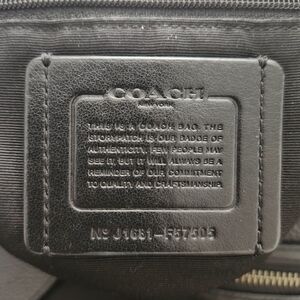 COACH
NEW YORK
THIS IS A COACH BAG. THE
STORYPATCH IS OUR BADGE OF
AUTHENTICITY. FEW PEOPLE MAY
SEE IT, BUT IT WILL ALWAYS BE A
REMINDER OF OUR COMMITMENT
TO QUALITY AND CRAFTSMANSHIP.
No J1681-F57505